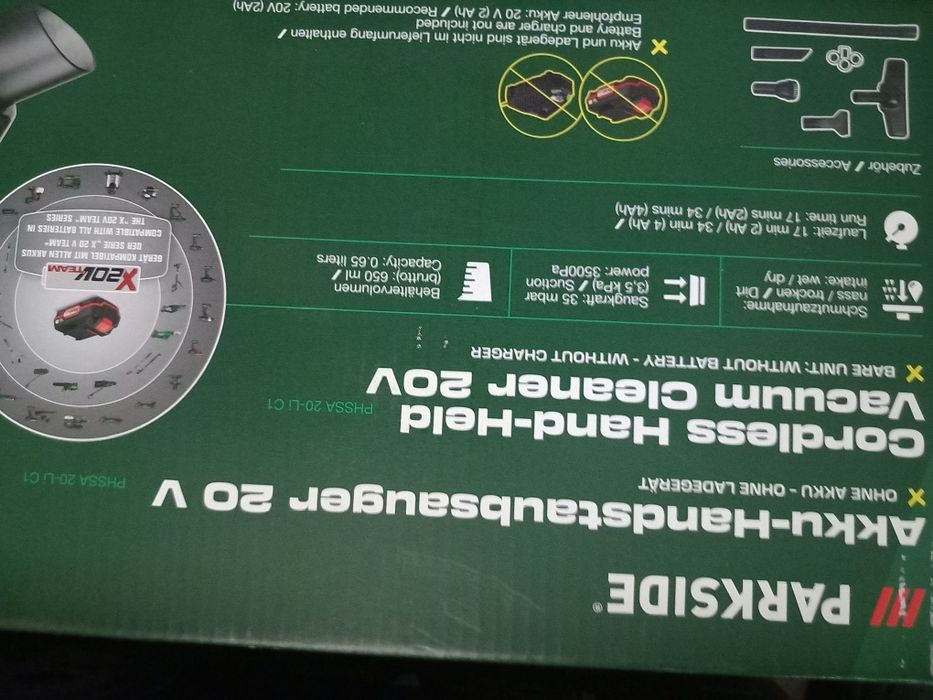 PARKSIDE®
Akku-Handstaubsauger 20 V
OHNE AKKU - OHNE LADEGERÄT
PHSSA 20-Li C1
Cordless Hand-Held
Vacuum Cleaner 20V
PHSSA 20-Li C1
BARE UNIT: WITHOUT BATTERY - WITHOUT CHARGER
Schmutzaufnahme:
nass / trocken / Dirt
intake: wet / dry
Saugkraft: 35 mbar
(3,5 kPa) / Suction
power: 3500Pa
Behältervolumen
(brutto): 650 ml /
Capacity: 0.65 liters
X20V TEAM
GERÄT KOMPATIBEL MIT ALLEN AKKUS
DER SERIE „X 20 V TEAM“
COMPATIBLE WITH ALL BATTERIES IN
THE "X 20V TEAM" SERIES
Laufzeit: 17 min (2 Ah) / 34 min (4 Ah) /
Run time: 17 mins (2Ah) / 34 mins (4Ah)
Zubehör / Accessories
Akku und Ladegerät sind nicht im Lieferumfang enthalten /
Battery and charger are not included
Empfohlener Akku: 20 V (2 Ah) / Recommended battery: 20V (2Ah)